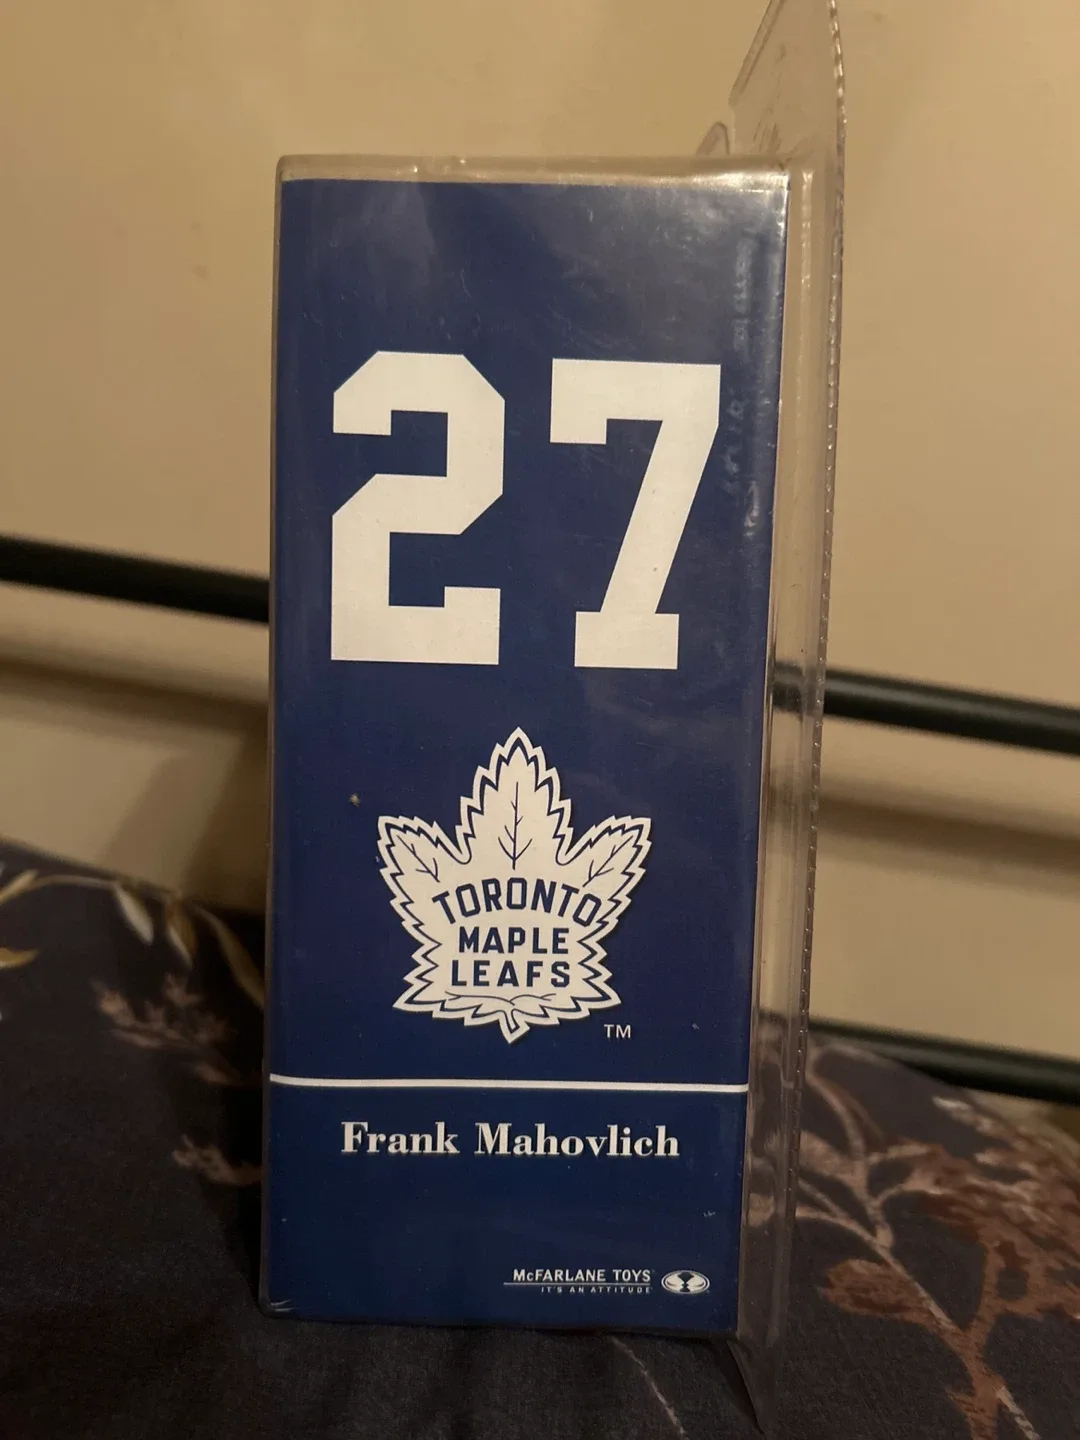 27
TORONTO
MAPLE
LEAFS
TM
Frank Mahovlich
McFARLANE TOYS
IT'S AN ATTITUDE